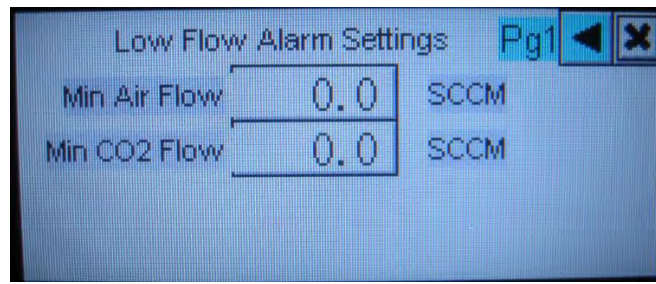 Low Flow Alarm Settings Pg1
Min Air Flow 0.0 SCCM
Min CO2 Flow 0.0 SCCM